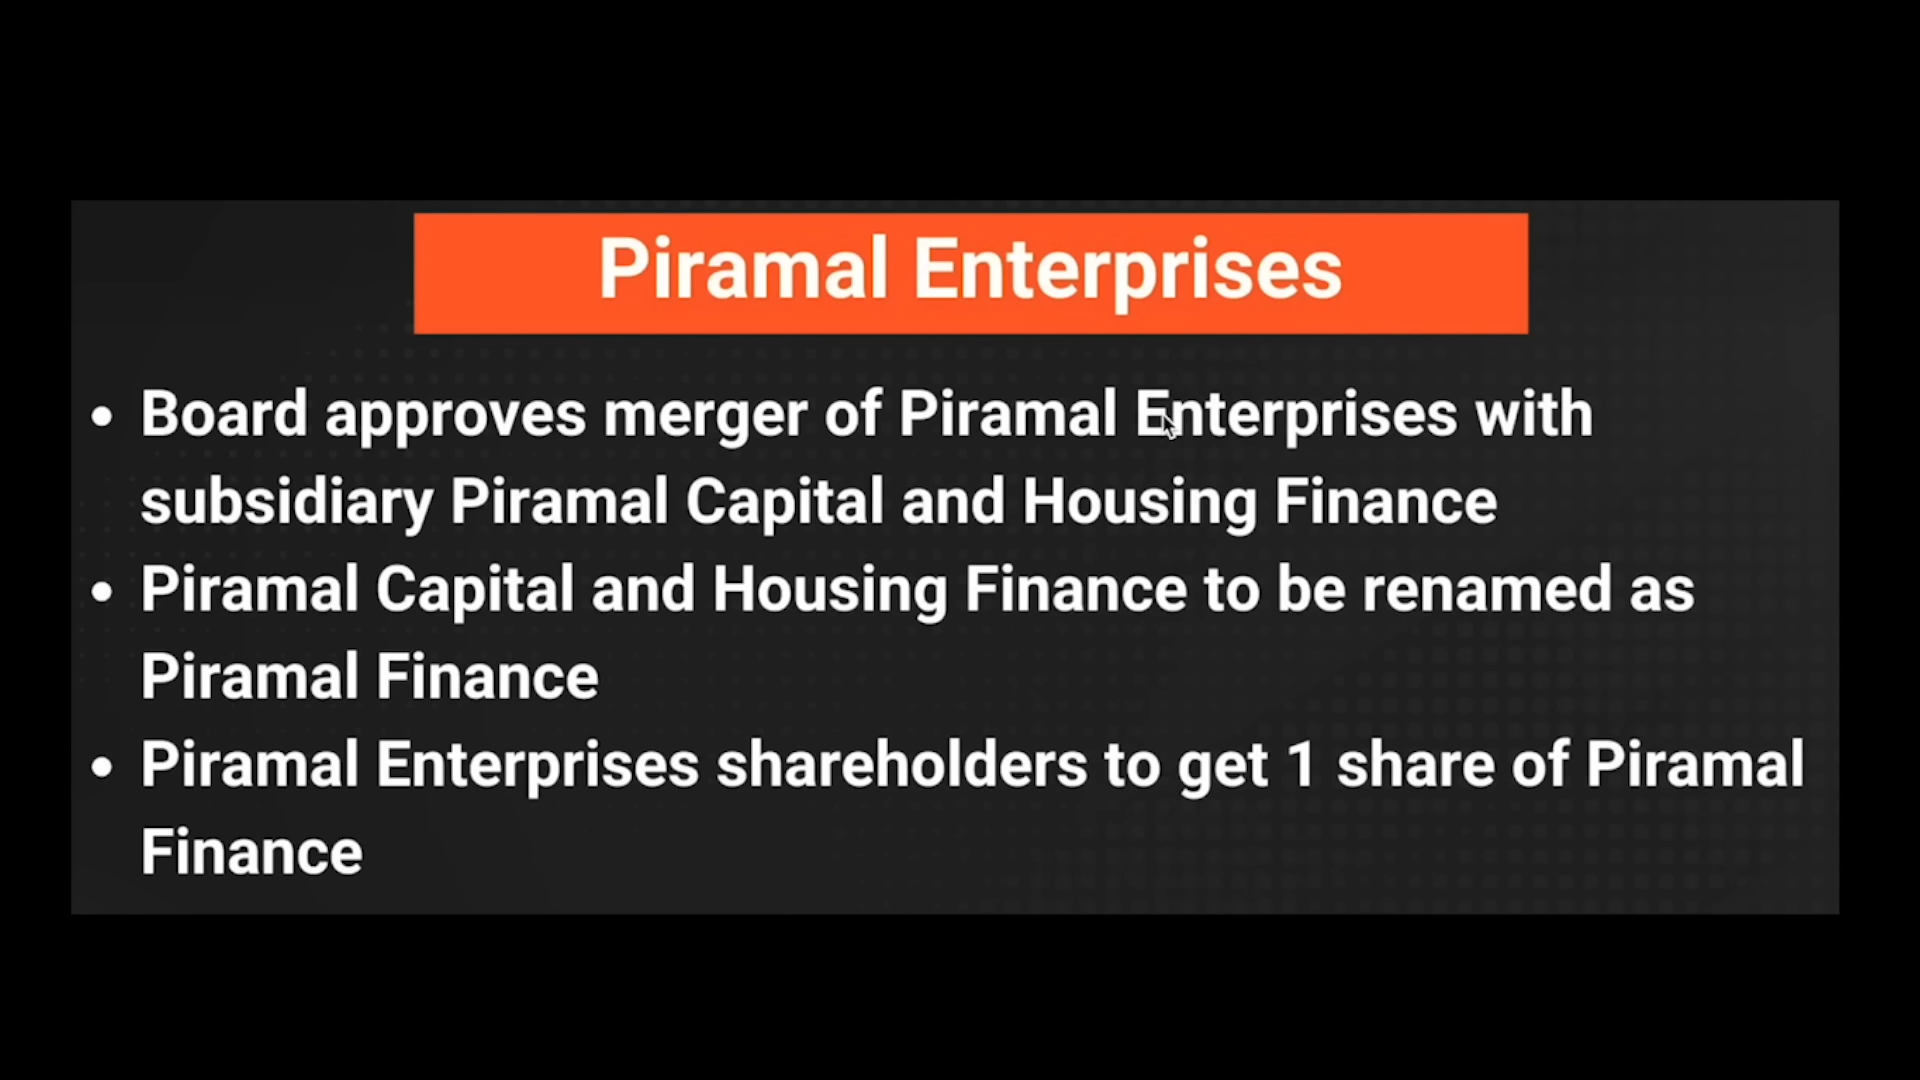 Piramal Enterprises
• Board approves merger of Piramal Enterprises with
subsidiary Piramal Capital and Housing Finance
• Piramal Capital and Housing Finance to be renamed as
Piramal Finance
• Piramal Enterprises shareholders to get 1 share of Piramal
Finance